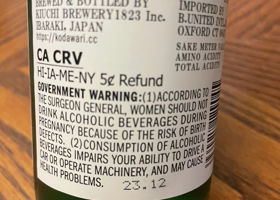 BREWED & BOTTLED BY
KIUCHI BREWERY1823 Inc.
IBARAKI, JAPAN
https://kodawari.cc
IMPORTED BY
B.UNITED
OXFORD CT
SAKE METER
AMINO ACIDITY
TOTAL ACIDITY
CA CRV
HI-IA-ME-NY 5¢ Refund
GOVERNMENT WARNING:(1)ACCORDING TO
THE SURGEON GENERAL, WOMEN SHOULD NOT
DRINK ALCOHOLIC BEVERAGES DURING
PREGNANCY BECAUSE OF THE RISK OF BIRTH
DEFECTS. (2)CONSUMPTION OF ALCOHOLIC
BEVERAGES IMPAIRS YOUR ABILITY TO DRIVE A
CAR OR OPERATE MACHINERY, AND MAY CAUSE
HEALTH PROBLEMS.
23.12